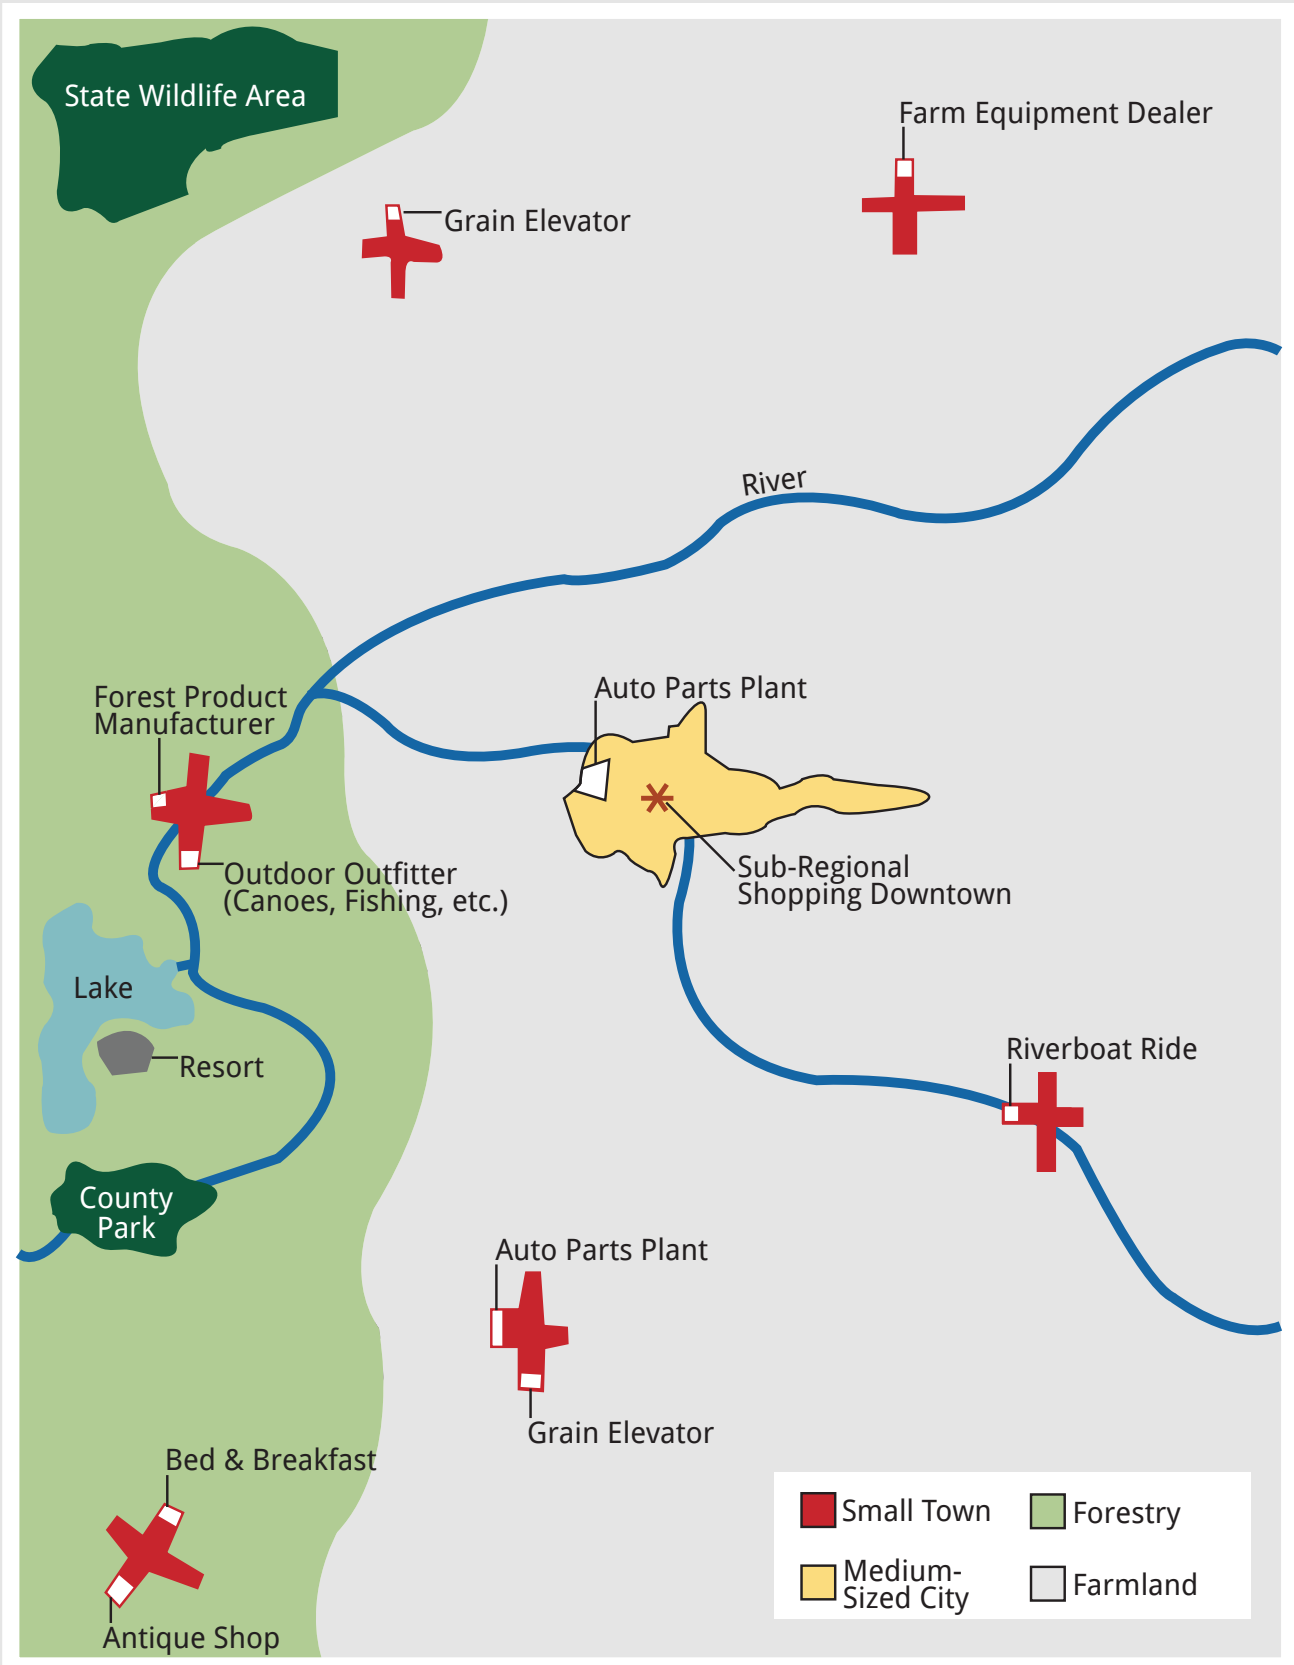 State Wildlife Area
Farm Equipment Dealer
Grain Elevator
River
Forest Product
Manufacturer
Auto Parts Plant
Outdoor Outfitter
(Canoes, Fishing, etc.)
Sub-Regional
Shopping Downtown
Lake
Resort
Riverboat Ride
County
Park
Auto Parts Plant
Grain Elevator
Bed & Breakfast
Antique Shop
Small Town
Forestry
Medium-
Sized City
Farmland